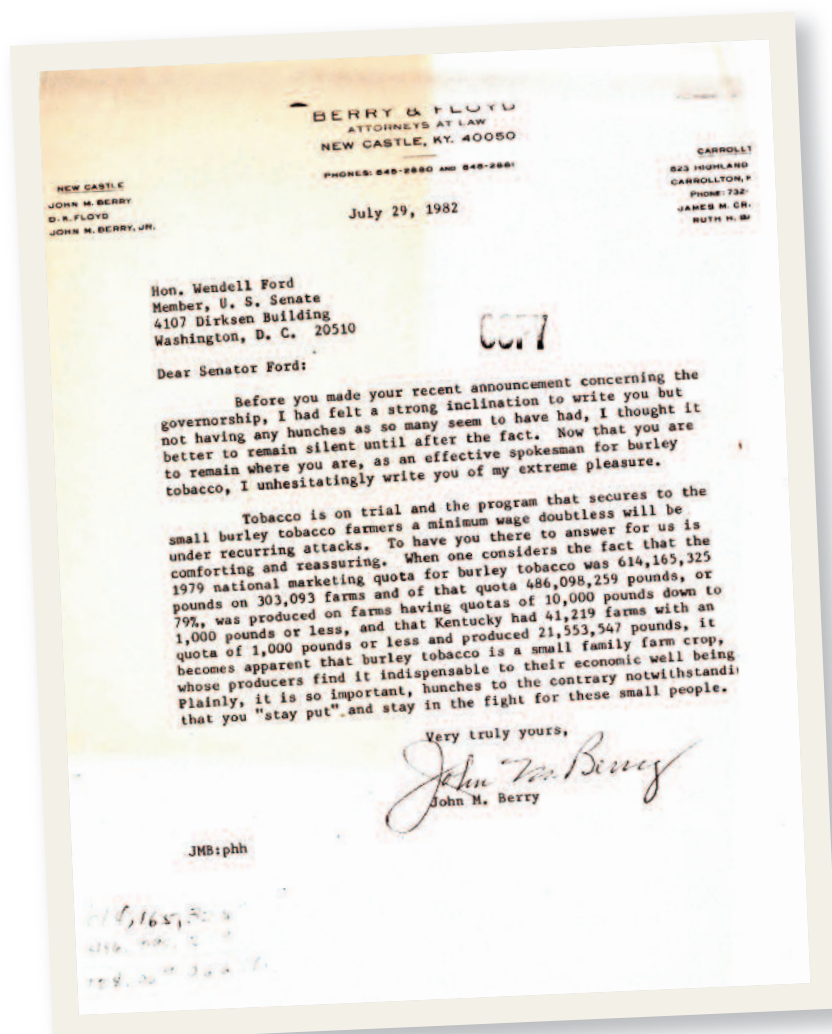 BERRY & FLOYD
ATTORNEYS AT LAW
NEW CASTLE, KY. 40050
PHONES: 845-2880 AND 845-2881
NEW CASTLE
JOHN M. BERRY
D. K. FLOYD
JOHN M. BERRY, JR.
CARROLLT
523 HIGHLAND
CARROLLTON, K
PHONE: 732-
JAMES M. CR
RUTH H. BA
July 29, 1982
Hon. Wendell Ford
Member, U. S. Senate
4107 Dirksen Building
Washington, D. C. 20510
COPY
Dear Senator Ford:
Before you made your recent announcement concerning the
governorship, I had felt a strong inclination to write you but
not having any hunches as so many seem to have had, I thought it
better to remain silent until after the fact. Now that you are
to remain where you are, as an effective spokesman for burley
tobacco, I unhesitatingly write you of my extreme pleasure.
Tobacco is on trial and the program that secures to the
small burley tobacco farmers a minimum wage doubtless will be
under recurring attacks. To have you there to answer for us is
comforting and reassuring. When one considers the fact that the
1979 national marketing quota for burley tobacco was 614,165,325
pounds on 303,093 farms and of that quota 486,098,259 pounds, or
79%, was produced on farms having quotas of 10,000 pounds down to
1,000 pounds or less, and that Kentucky had 41,219 farms with an
quota of 1,000 pounds or less and produced 21,553,547 pounds, it
becomes apparent that burley tobacco is a small family farm crop,
whose producers find it indispensable to their economic well being
Plainly, it is so important, hunches to the contrary notwithstandi
that you "stay put" and stay in the fight for these small people.
Very truly yours,
John M. Berry
John M. Berry
JMB:phh